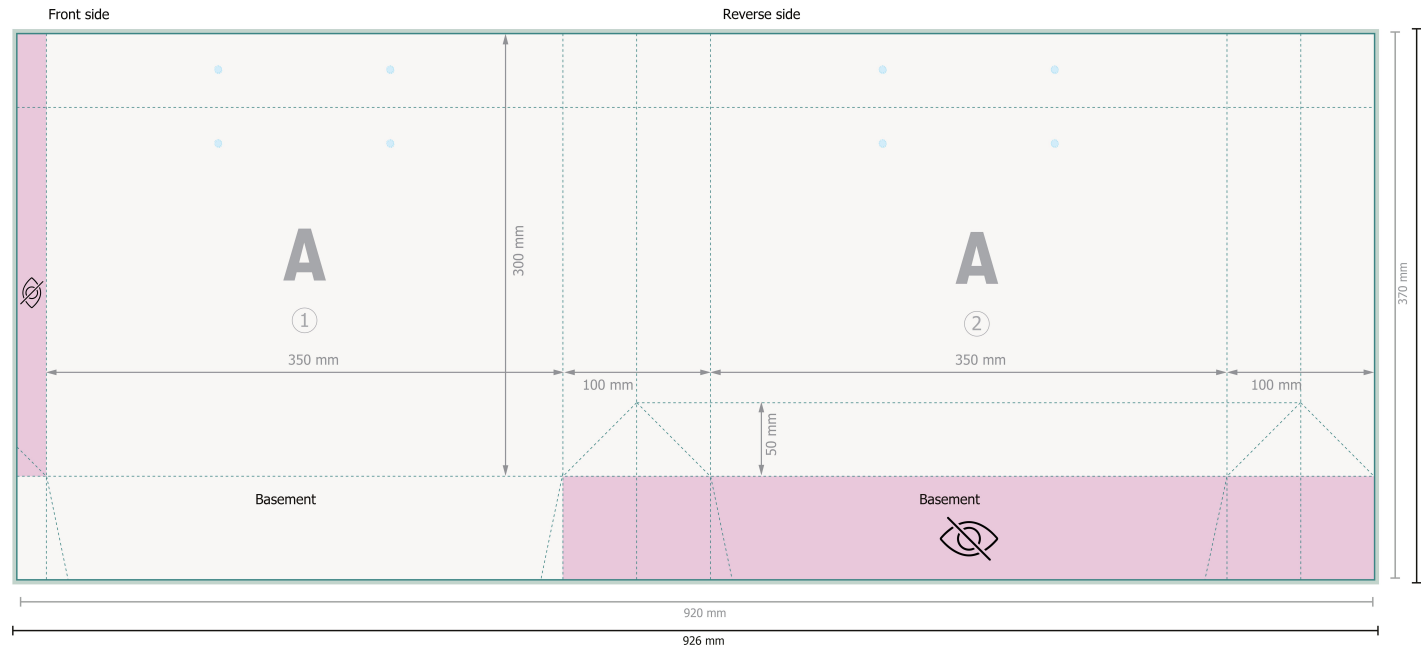 Front side
Reverse side
A
1
A
2
300 mm
350 mm
100 mm
350 mm
100 mm
50 mm
370 mm
Basement
Basement
920 mm
926 mm